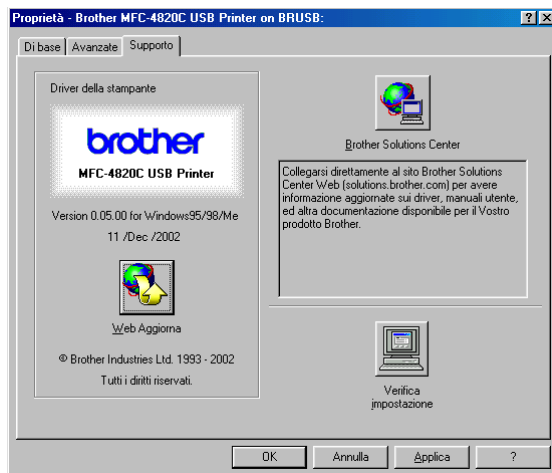 Proprietà - Brother MFC-4820C USB Printer on BRUSB:
Di base
Avanzate
Supporto
Driver della stampante
brother
MFC-4820C USB Printer
Version 0.05.00 for Windows95/98/Me
11 /Dec /2002
Web Aggiorna
© Brother Industries Ltd. 1993 - 2002
Tutti i diritti riservati.
Brother Solutions Center
Collegarsi direttamente al sito Brother Solutions
Center Web (solutions.brother.com) per avere
informazione aggiornate sui driver, manuali utente,
ed altra documentazione disponibile per il Vostro
prodotto Brother.
Verifica
impostazione
OK
Annulla
Applica
?